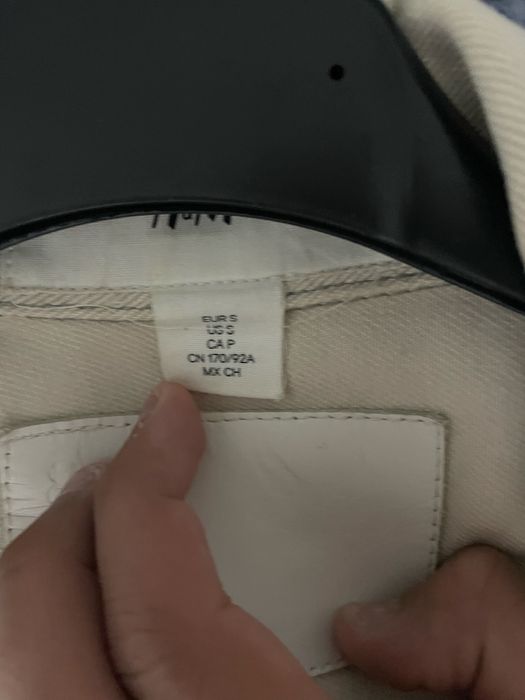 EUR S
US S
CA P
CN 170/92A
MX CH